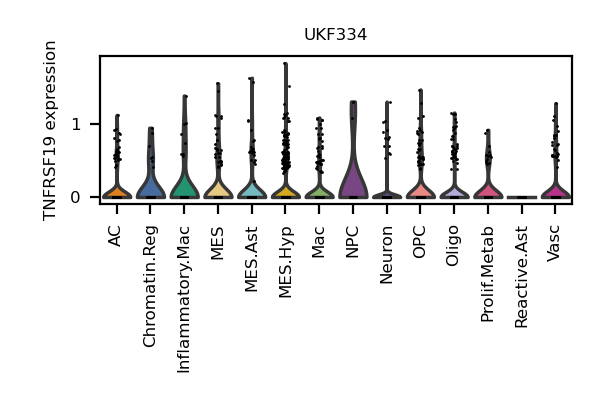 UKF334
TNFRSF19 expression
1
0
AC
Chromatin.Reg
Inflammatory.Mac
MES
MES.Ast
MES.Hyp
Mac
NPC
Neuron
OPC
Oligo
Prolif.Metab
Reactive.Ast
Vasc